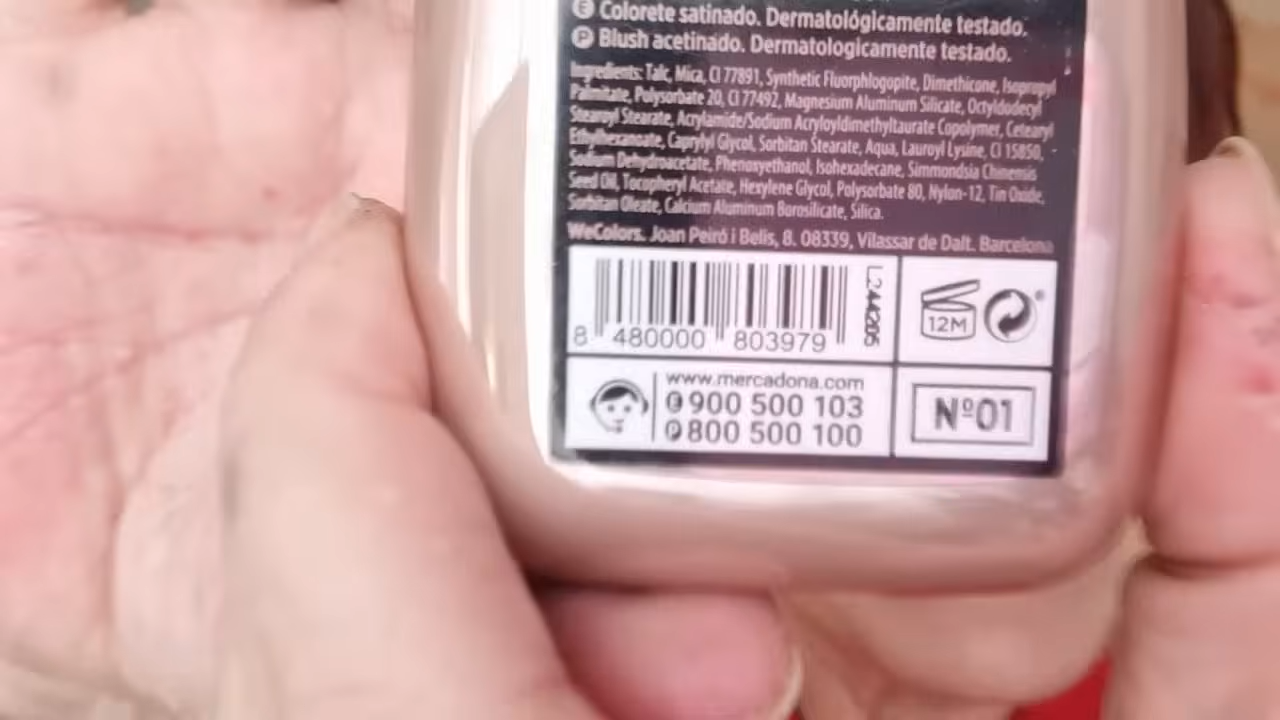 E Colorete satinado. Dermatológicamente testado.
P Blush acetinado. Dermatologicamente testado.
Ingredients: Talc, Mica, CI 77891, Synthetic Fluorphlogopite, Dimethicone, Isopropyl
Palmitate, Polysorbate 20, CI 77492, Magnesium Aluminum Silicate, Octyldodecyl
Stearoyl Stearate, Acrylamide/Sodium Acryloyldimethyltaurate Copolymer, Cetearyl
Ethylhexanoate, Caprylyl Glycol, Sorbitan Stearate, Aqua, Lauroyl Lysine, CI 15850,
Sodium Dehydroacetate, Phenoxyethanol, Isohexadecane, Simmondsia Chinensis
Seed Oil, Tocopheryl Acetate, Hexylene Glycol, Polysorbate 80, Nylon-12, Tin Oxide,
Sorbitan Oleate, Calcium Aluminum Borosilicate, Silica.
WeColors. Joan Peiró i Belis, 8. 08339, Vilassar de Dalt. Barcelona
8 480000 803979
12M
www.mercadona.com
E 900 500 103
P 800 500 100
Nº01